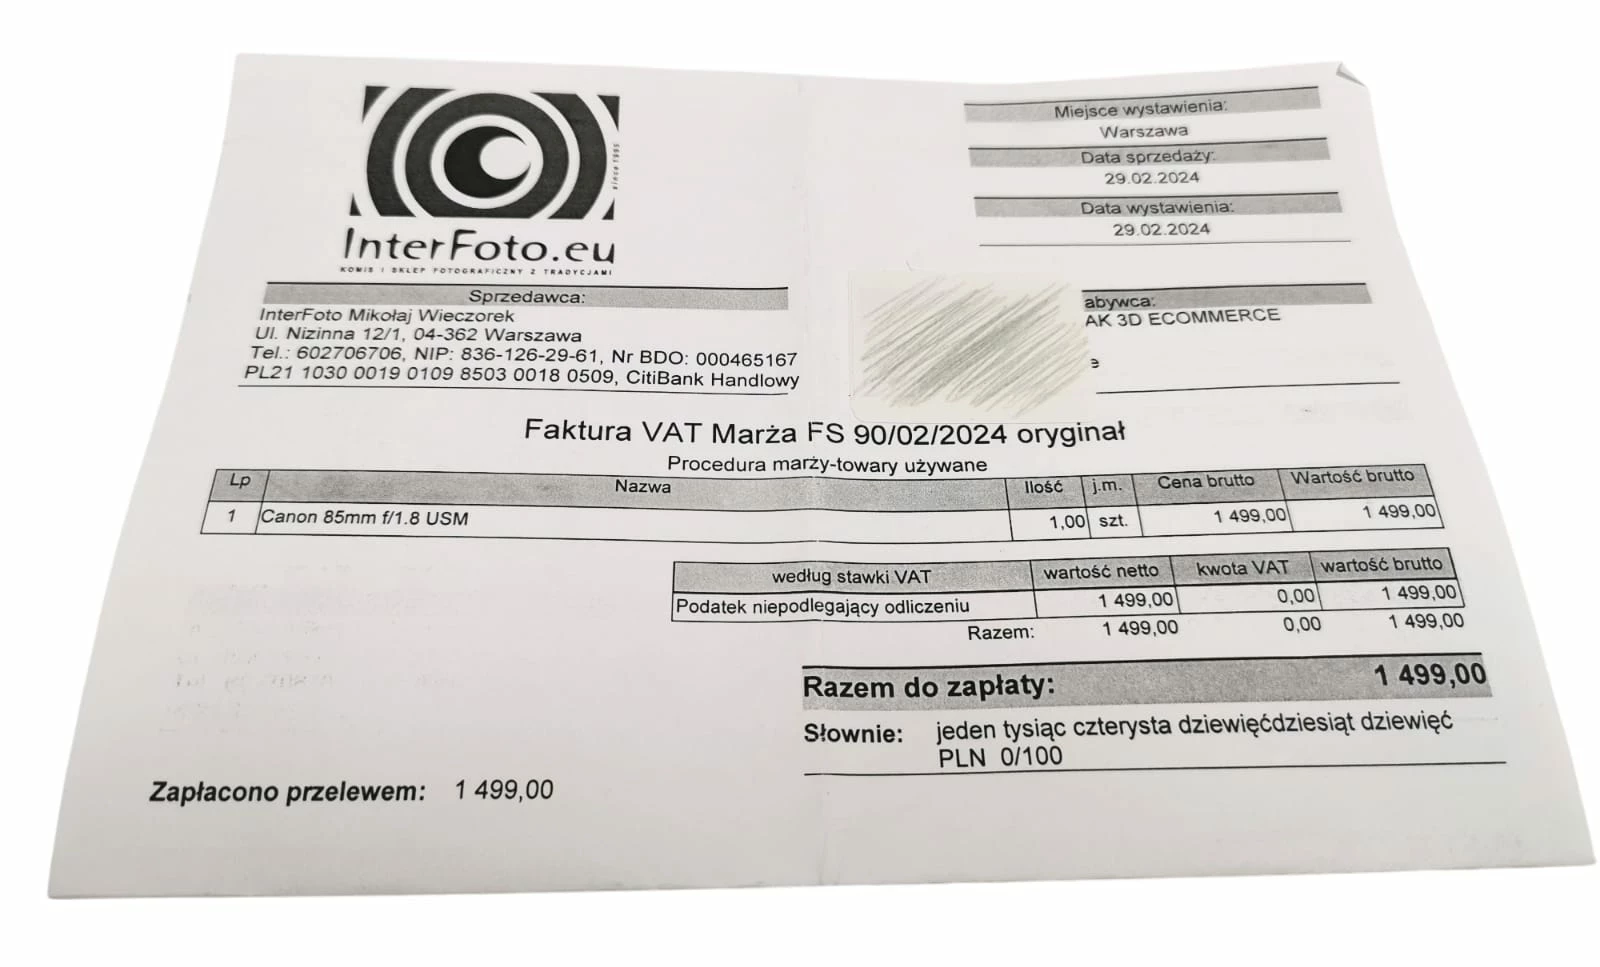 since 1995
InterFoto.eu
KOMIS I SKLEP FOTOGRAFICZNY Z TRADYCJAMI
Miejsce wystawienia:
Warszawa
Data sprzedaży:
29.02.2024
Data wystawienia:
29.02.2024
Sprzedawca:
InterFoto Mikołaj Wieczorek
Ul. Nizinna 12/1, 04-362 Warszawa
Tel.: 602706706, NIP: 836-126-29-61, Nr BDO: 000465167
PL21 1030 0019 0109 8503 0018 0509, CitiBank Handlowy
abywca:
AK 3D ECOMMERCE
e
Faktura VAT Marża FS 90/02/2024 oryginał
Procedura marży-towary używane
Lp Nazwa Ilość j.m. Cena brutto Wartość brutto
1 Canon 85mm f/1.8 USM 1,00 szt. 1 499,00 1 499,00
według stawki VAT wartość netto kwota VAT wartość brutto
Podatek niepodlegający odliczeniu 1 499,00 0,00 1 499,00
Razem: 1 499,00 0,00 1 499,00
Razem do zapłaty: 1 499,00
Słownie: jeden tysiąc czterysta dziewięćdziesiąt dziewięć
PLN 0/100
Zapłacono przelewem: 1 499,00